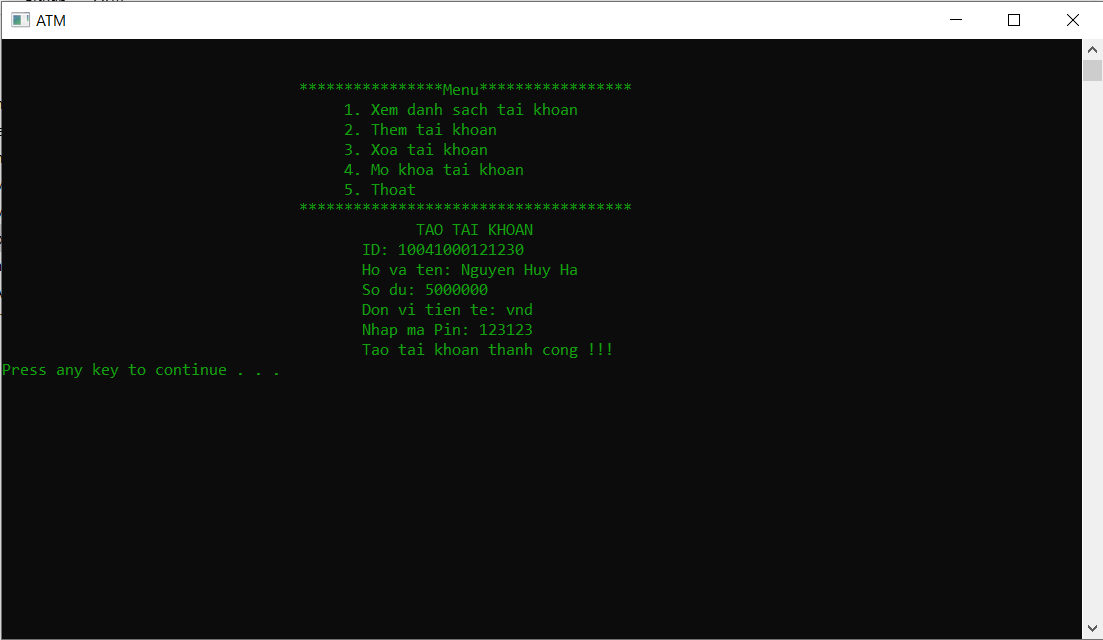 ATM
****************Menu*****************
1. Xem danh sach tai khoan
2. Them tai khoan
3. Xoa tai khoan
4. Mo khoa tai khoan
5. Thoat
*************************************
TAO TAI KHOAN
ID: 10041000121230
Ho va ten: Nguyen Huy Ha
So du: 5000000
Don vi tien te: vnd
Nhap ma Pin: 123123
Tao tai khoan thanh cong !!!
Press any key to continue . . .